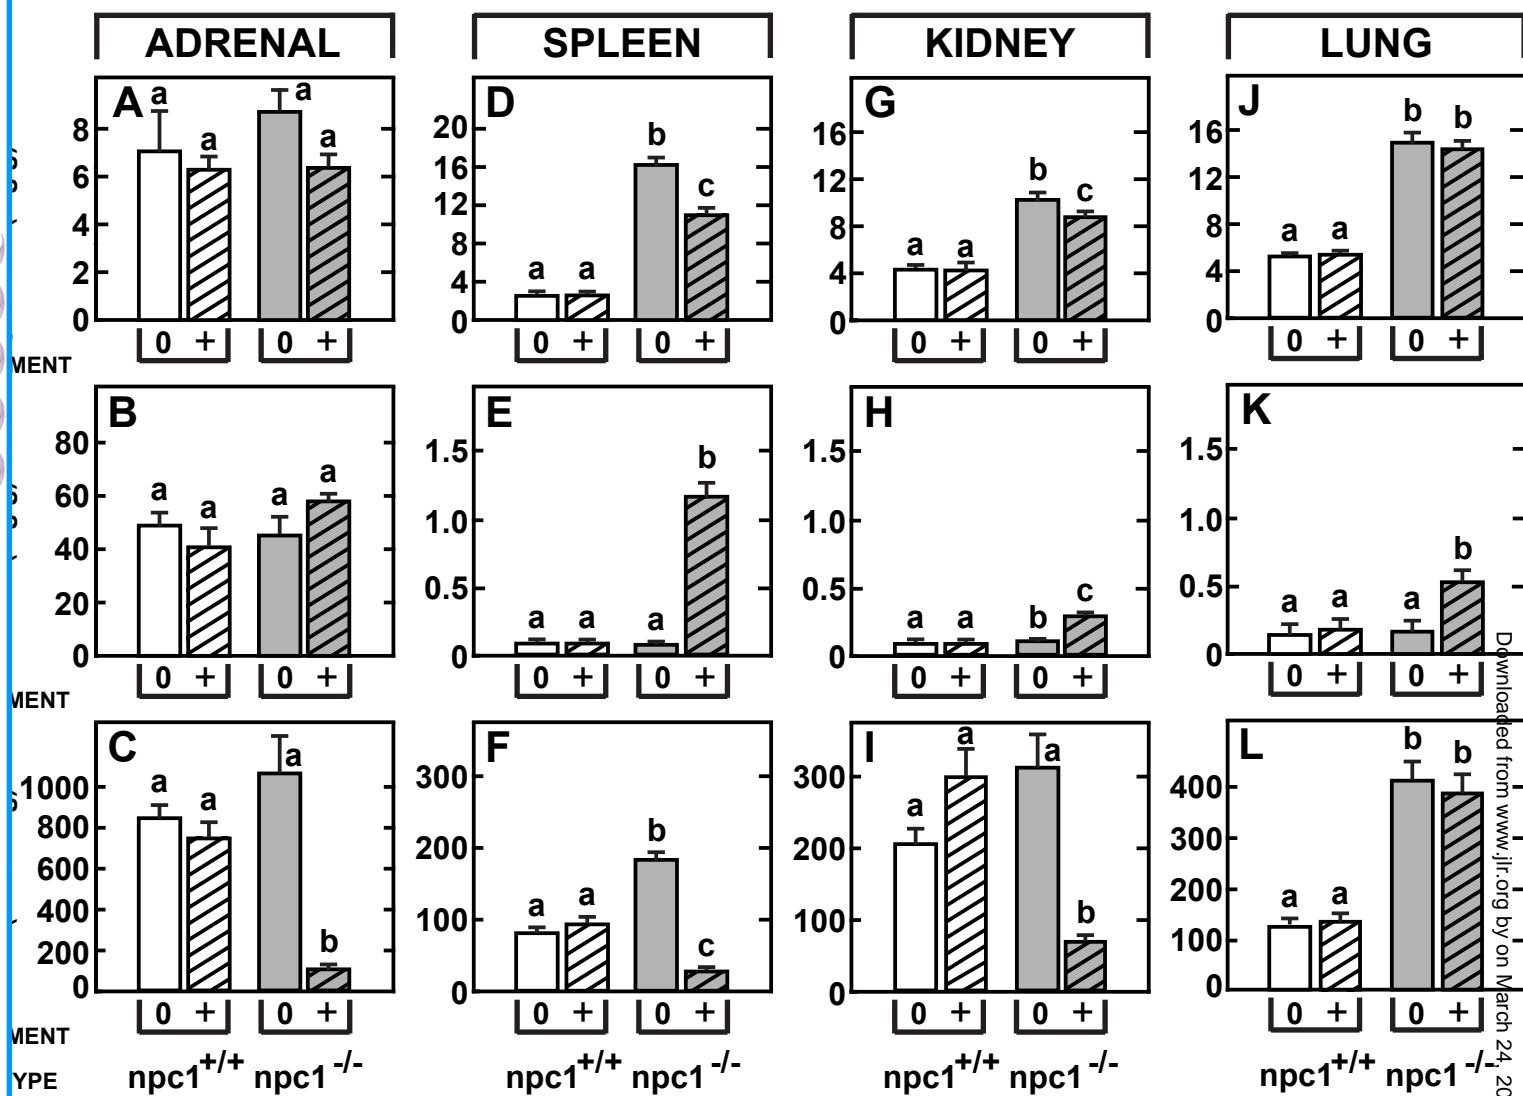 ADRENAL SPLEEN KIDNEY LUNG
A a a a a
8
6
4
2
0
0 + 0 +
D a a b c
20
16
12
8
4
0
0 + 0 +
G a a b c
16
12
8
4
0
0 + 0 +
J a a b b
16
12
8
4
0
0 + 0 +
MENT
B a a a a
80
60
40
20
0
0 + 0 +
E a a a b
1.5
1.0
0.5
0
0 + 0 +
H a a b c
1.5
1.0
0.5
0
0 + 0 +
K a a a b
1.5
1.0
0.5
0
0 + 0 +
MENT
C a a a b
1000
800
600
400
200
0
0 + 0 +
F a a b c
300
200
100
0
0 + 0 +
I a a a b
300
200
100
0
0 + 0 +
L a a b b
400
300
200
100
0
0 + 0 +
MENT
YPE npc1+/+ npc1-/- npc1+/+ npc1-/- npc1+/+ npc1-/- npc1+/+ npc1-/-
Downloaded from www.jlr.org by on March 24, 20